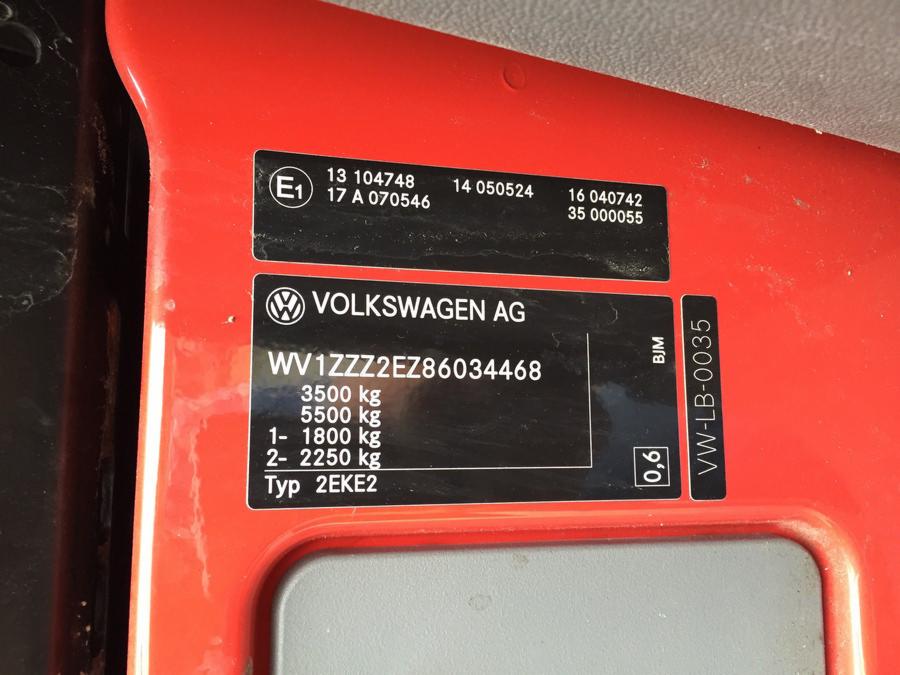 E1
13 104748 14 050524 16 040742
17 A 070546 35 000055
VW VOLKSWAGEN AG
WV1ZZZ2EZ86034468
3500 kg
5500 kg
1- 1800 kg
2- 2250 kg
Typ 2EKE2
BJM
0,6
VW-LB-0035